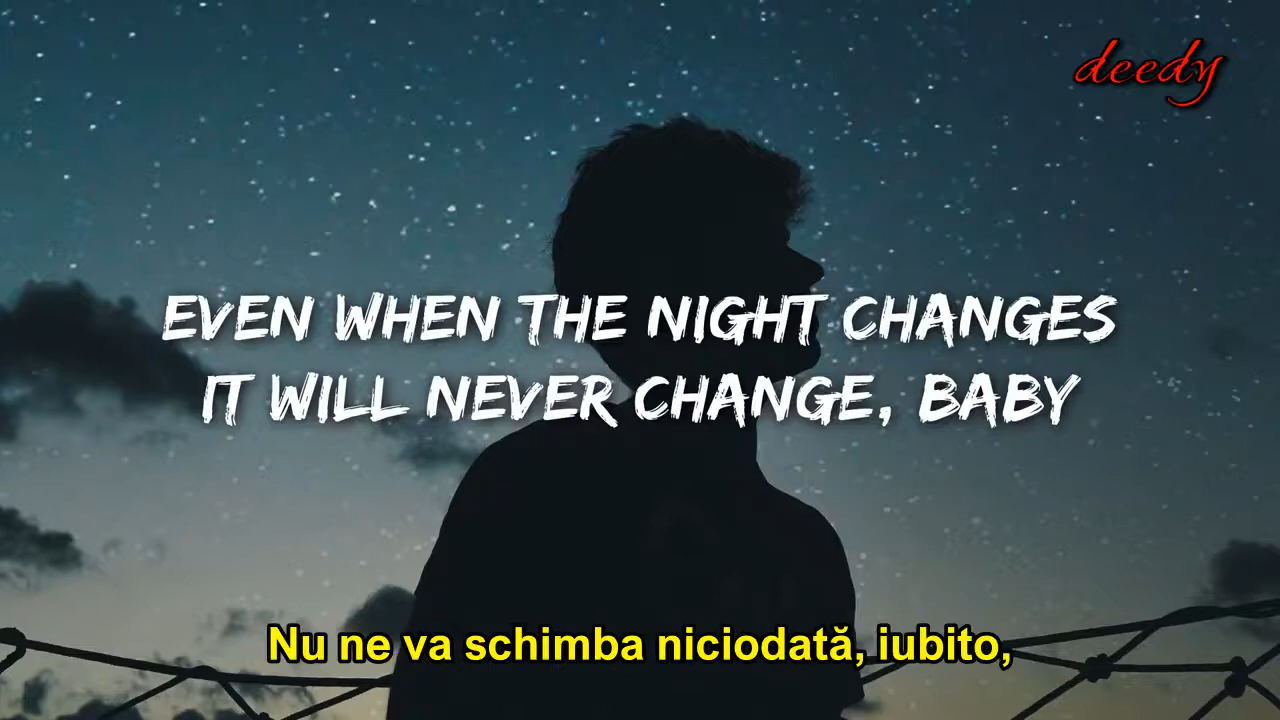 deedy
EVEN WHEN THE NIGHT CHANGES
IT WILL NEVER CHANGE, BABY
Nu ne va schimba niciodată, iubito,